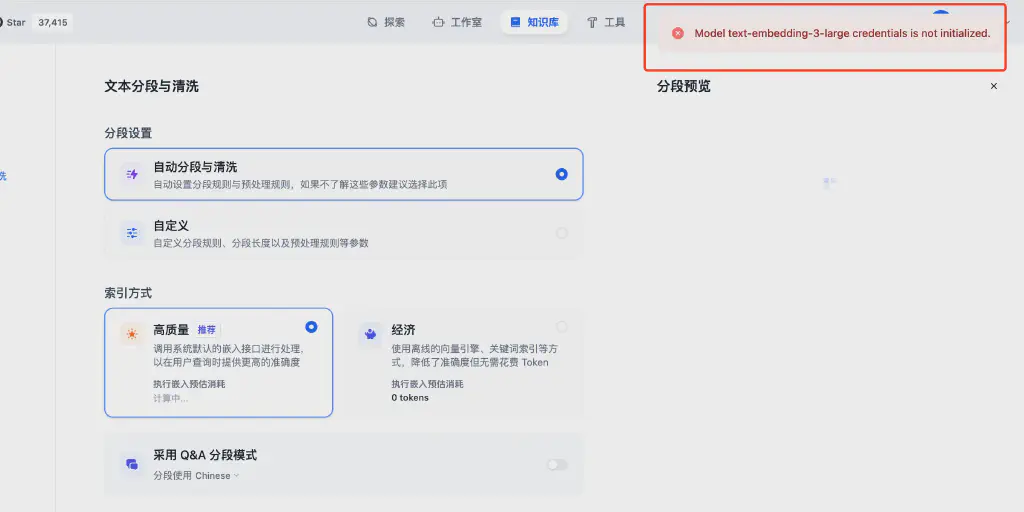 Star 37,415
探索
工作室
知识库
工具
Model text-embedding-3-large credentials is not initialized.
洗
文本分段与清洗
分段预览
分段设置
自动分段与清洗
自动设置分段规则与预处理规则，如果不了解这些参数建议选择此项
自定义
自定义分段规则、分段长度以及预处理规则等参数
索引方式
高质量 推荐
调用系统默认的嵌入接口进行处理，
以在用户查询时提供更高的准确度
执行嵌入预估消耗
计算中...
经济
使用离线的向量引擎、关键词索引等方
式，降低了准确度但无需花费 Token
执行嵌入预估消耗
0 tokens
采用 Q&A 分段模式
分段使用 Chinese